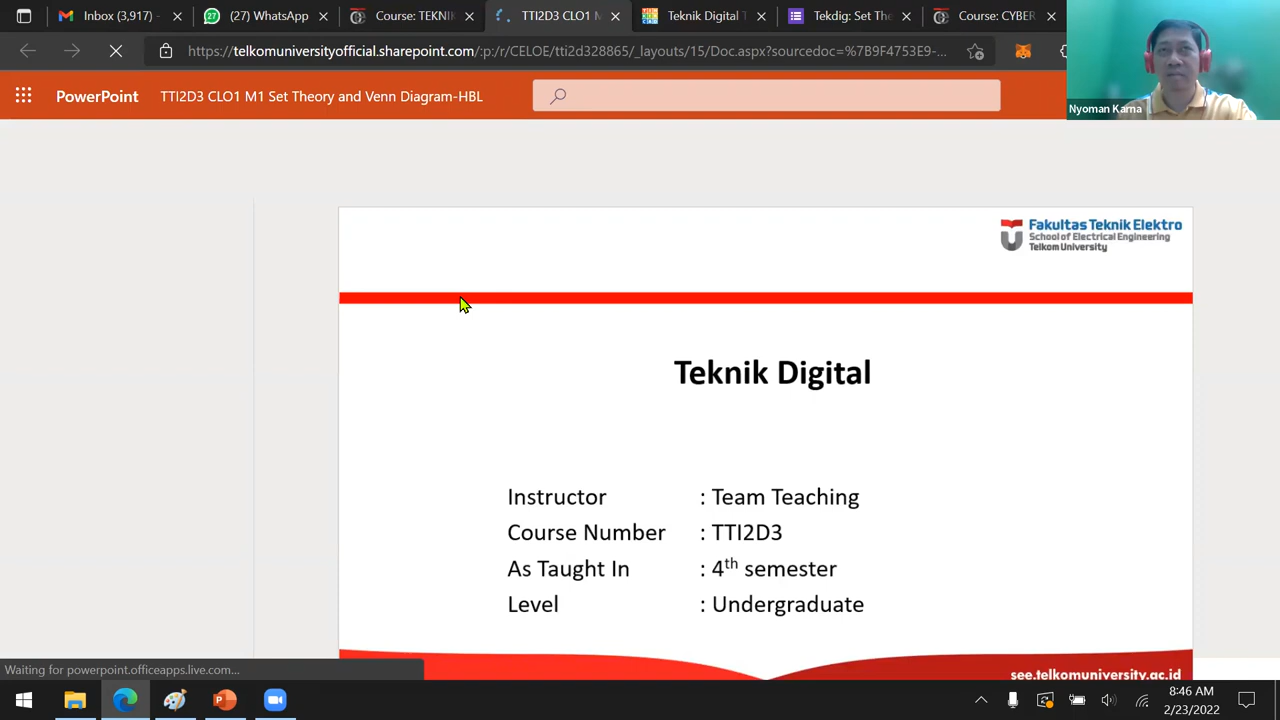 Inbox (3,917) -
(27) WhatsApp
Course: TEKNIK
TTI2D3 CLO1 M
Teknik Digital T
Tekdig: Set The
Course: CYBER
https://telkomuniversityofficial.sharepoint.com/:p:/r/CELOE/tti2d328865/_layouts/15/Doc.aspx?sourcedoc=%7B9F4753E9-...
PowerPoint
TTI2D3 CLO1 M1 Set Theory and Venn Diagram-HBL
Nyoman Karna
Fakultas Teknik Elektro
School of Electrical Engineering
Telkom University
Teknik Digital
Instructor : Team Teaching
Course Number : TTI2D3
As Taught In : 4th semester
Level : Undergraduate
see.telkomuniversity.ac.id
Waiting for powerpoint.officeapps.live.com...
8:46 AM
2/23/2022